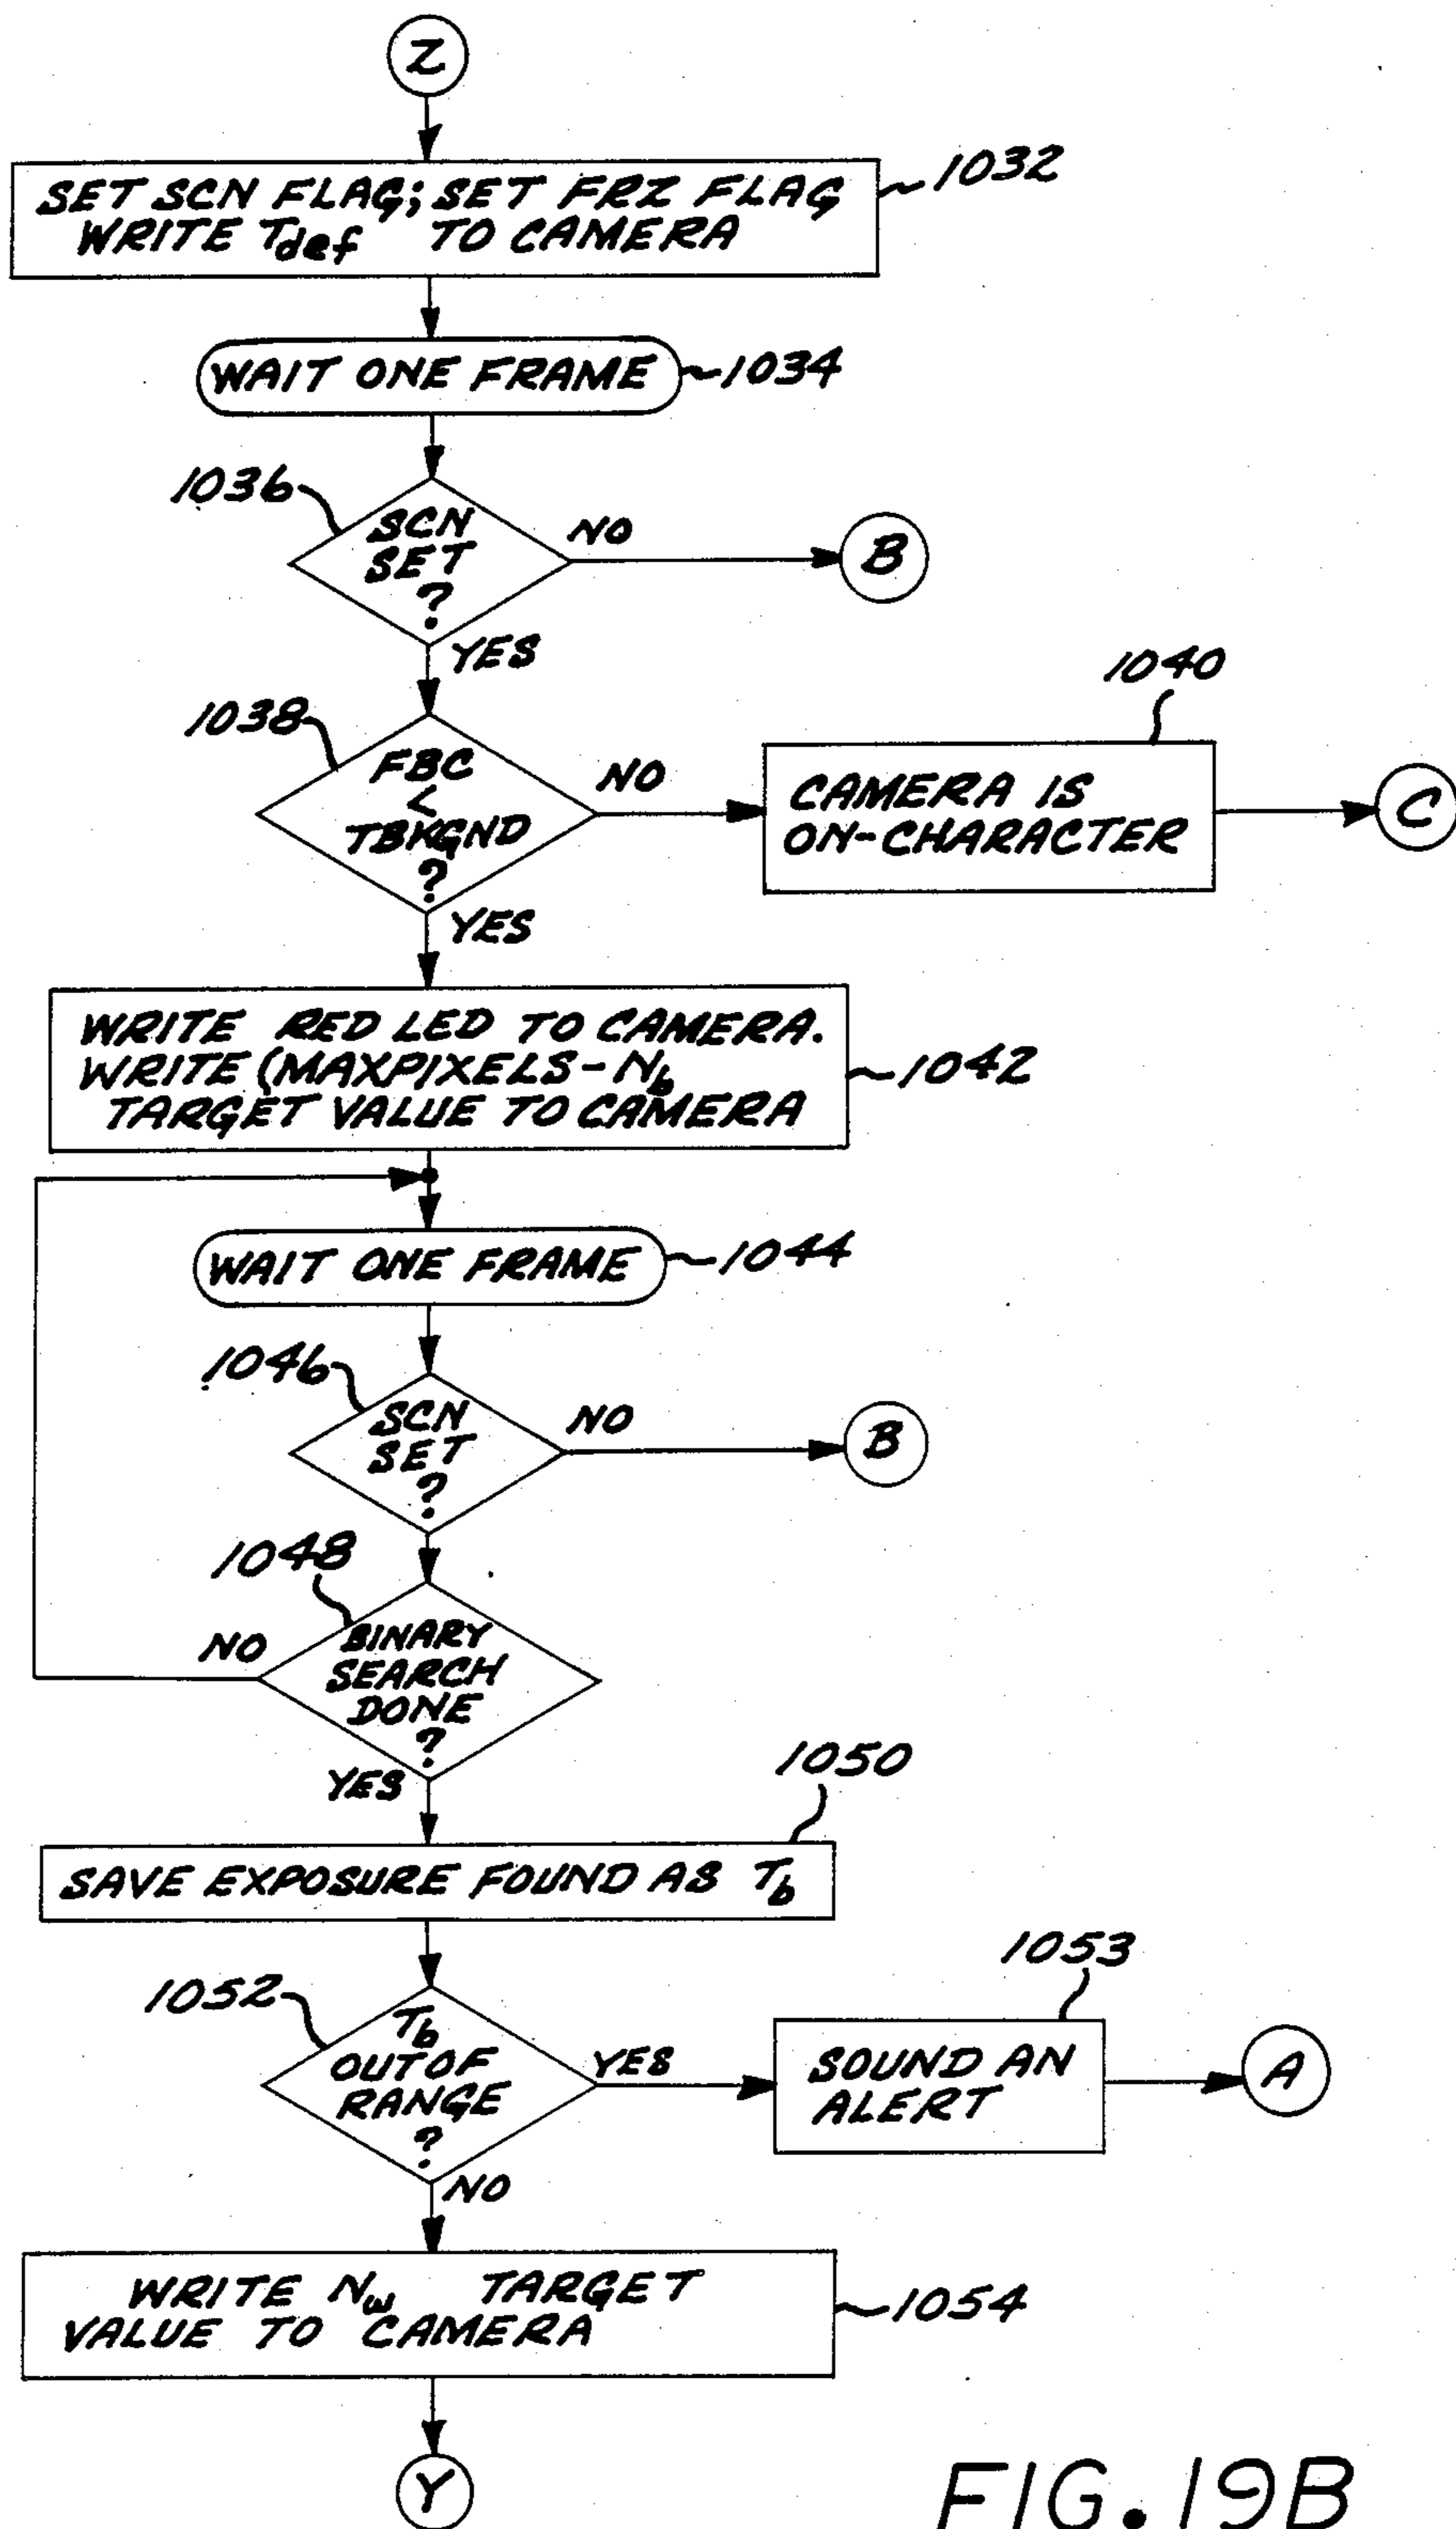 Z
SET SCN FLAG; SET FRZ FLAG
WRITE Tdef TO CAMERA
1032
WAIT ONE FRAME
1034
1036
SCN
SET
?
NO
B
YES
1038
FBC
<
TBKGND
?
NO
1040
CAMERA IS
ON-CHARACTER
C
YES
WRITE RED LED TO CAMERA.
WRITE (MAXPIXELS-Nb
TARGET VALUE TO CAMERA
1042
WAIT ONE FRAME
1044
1046
SCN
SET
?
NO
B
1048
NO
BINARY
SEARCH
DONE
?
YES
1050
SAVE EXPOSURE FOUND AS Tb
1052
Tb
OUT OF
RANGE
?
YES
1053
SOUND AN
ALERT
A
NO
WRITE Nw TARGET
VALUE TO CAMERA
1054
Y
FIG. 19B